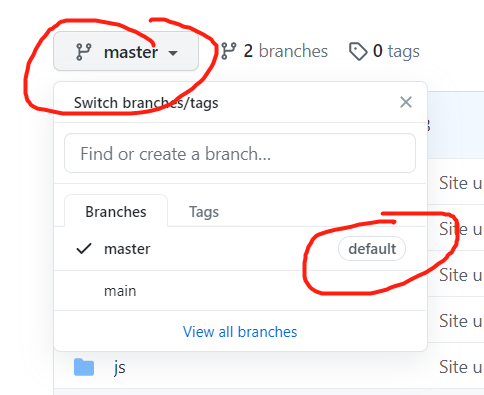 master 2 branches 0 tags
Switch branches/tags
Find or create a branch...
Branches Tags
Site u
master default
Site u
main
Site u
View all branches
Site u
js Site u